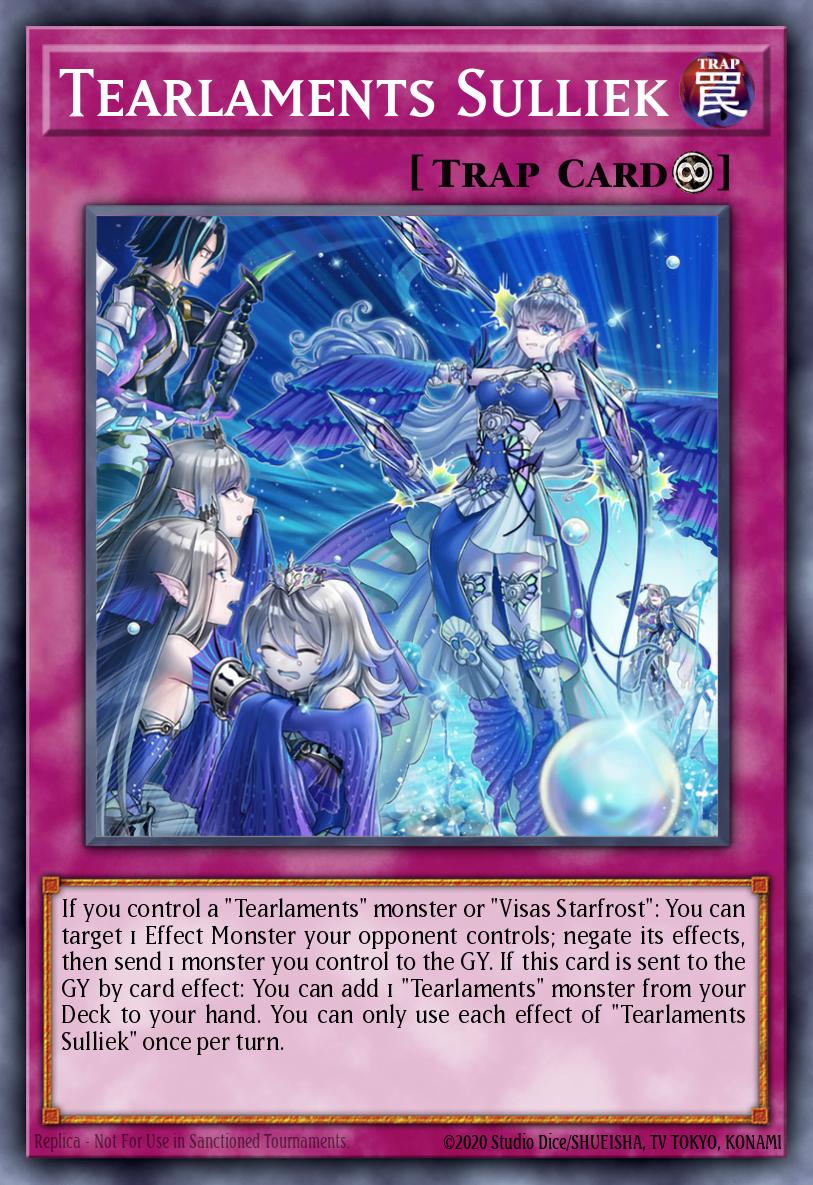 Tearlaments Sulliek
TRAP
罠
[Trap Card∞]
If you control a "Tearlaments" monster or "Visas Starfrost": You can
target 1 Effect Monster your opponent controls; negate its effects,
then send 1 monster you control to the GY. If this card is sent to the
GY by card effect: You can add 1 "Tearlaments" monster from your
Deck to your hand. You can only use each effect of "Tearlaments
Sulliek" once per turn.
Replica - Not For Use in Sanctioned Tournaments.
©2020 Studio Dice/SHUEISHA, TV TOKYO, KONAMI